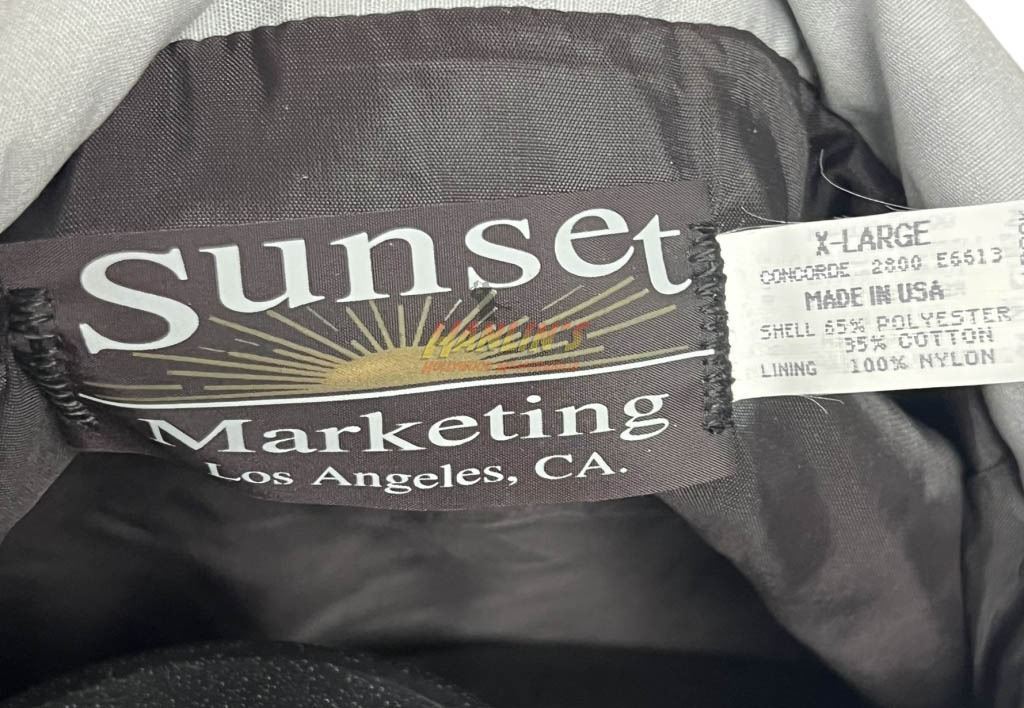 Sunset
Marketing
Los Angeles, CA.
HANLIN'S
X-LARGE
CONCORDE 2800 E6613
MADE IN USA
SHELL 65% POLYESTER
35% COTTON
LINING 100% NYLON